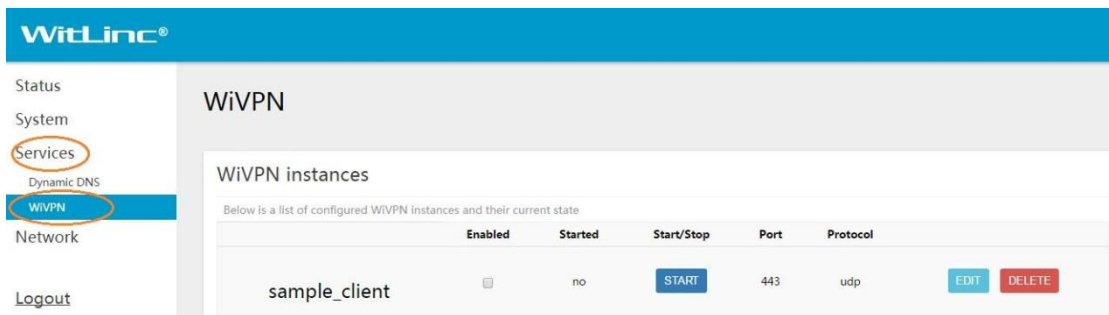 WitLinc®
Status
System
Services
Dynamic DNS
WiVPN
Network
Logout
WiVPN
WiVPN instances
Below is a list of configured WiVPN instances and their current state
Enabled Started Start/Stop Port Protocol
sample_client no START 443 udp EDIT DELETE